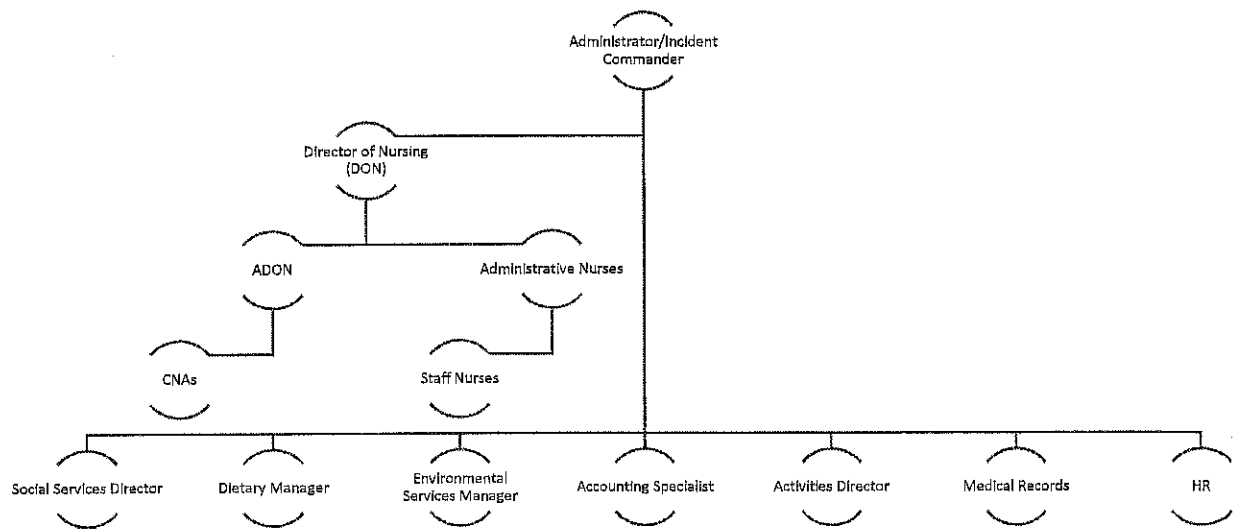 Administrator/Incident
Commander
Director of Nursing
(DON)
ADON
Administrative Nurses
CNAs
Staff Nurses
Social Services Director
Dietary Manager
Environmental
Services Manager
Accounting Specialist
Activities Director
Medical Records
HR